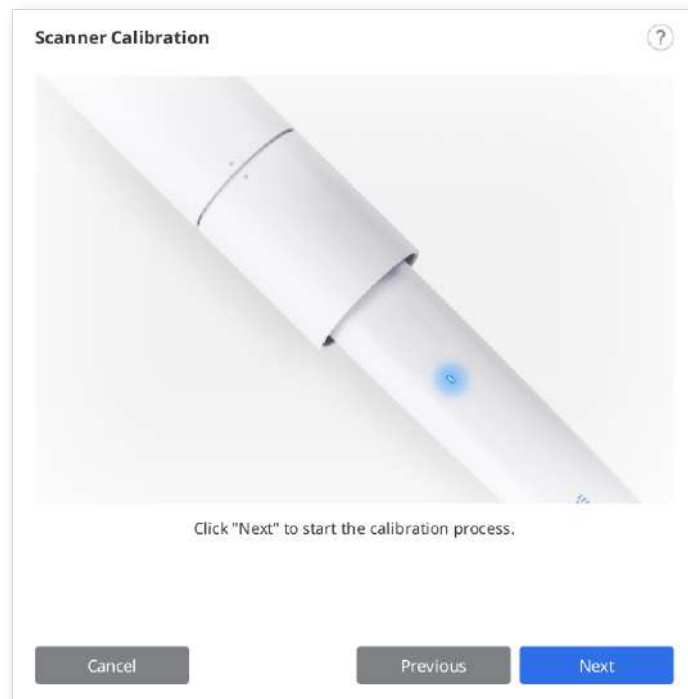 Scanner Calibration
?
Click "Next" to start the calibration process.
Cancel
Previous
Next